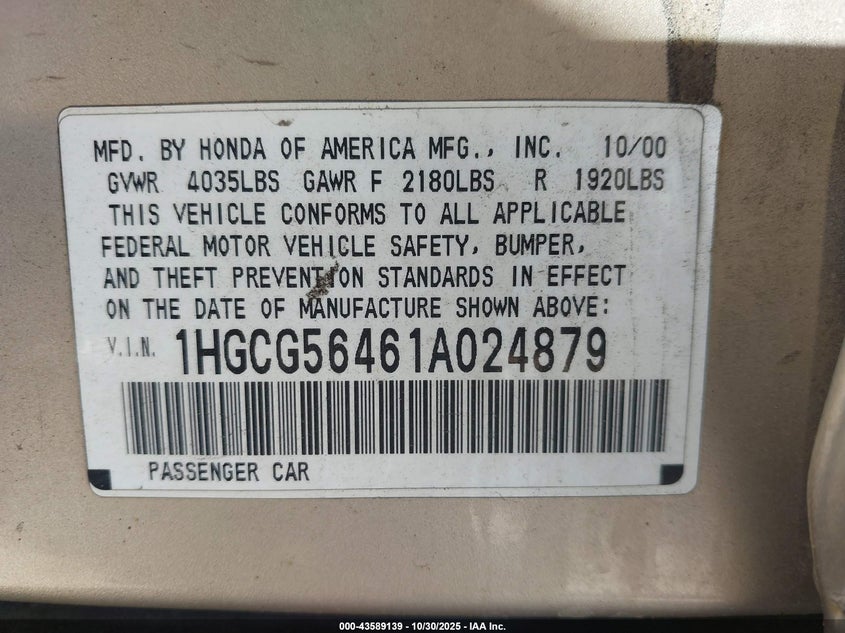 MFD. BY HONDA OF AMERICA MFG., INC. 10/00
GVWR 4035LBS GAWR F 2180LBS R 1920LBS
THIS VEHICLE CONFORMS TO ALL APPLICABLE
FEDERAL MOTOR VEHICLE SAFETY, BUMPER,
AND THEFT PREVENTION STANDARDS IN EFFECT
ON THE DATE OF MANUFACTURE SHOWN ABOVE:
V.I.N. 1HGCG56461A024879
PASSENGER CAR
000-43589139 - 10/30/2025 - IAA Inc.